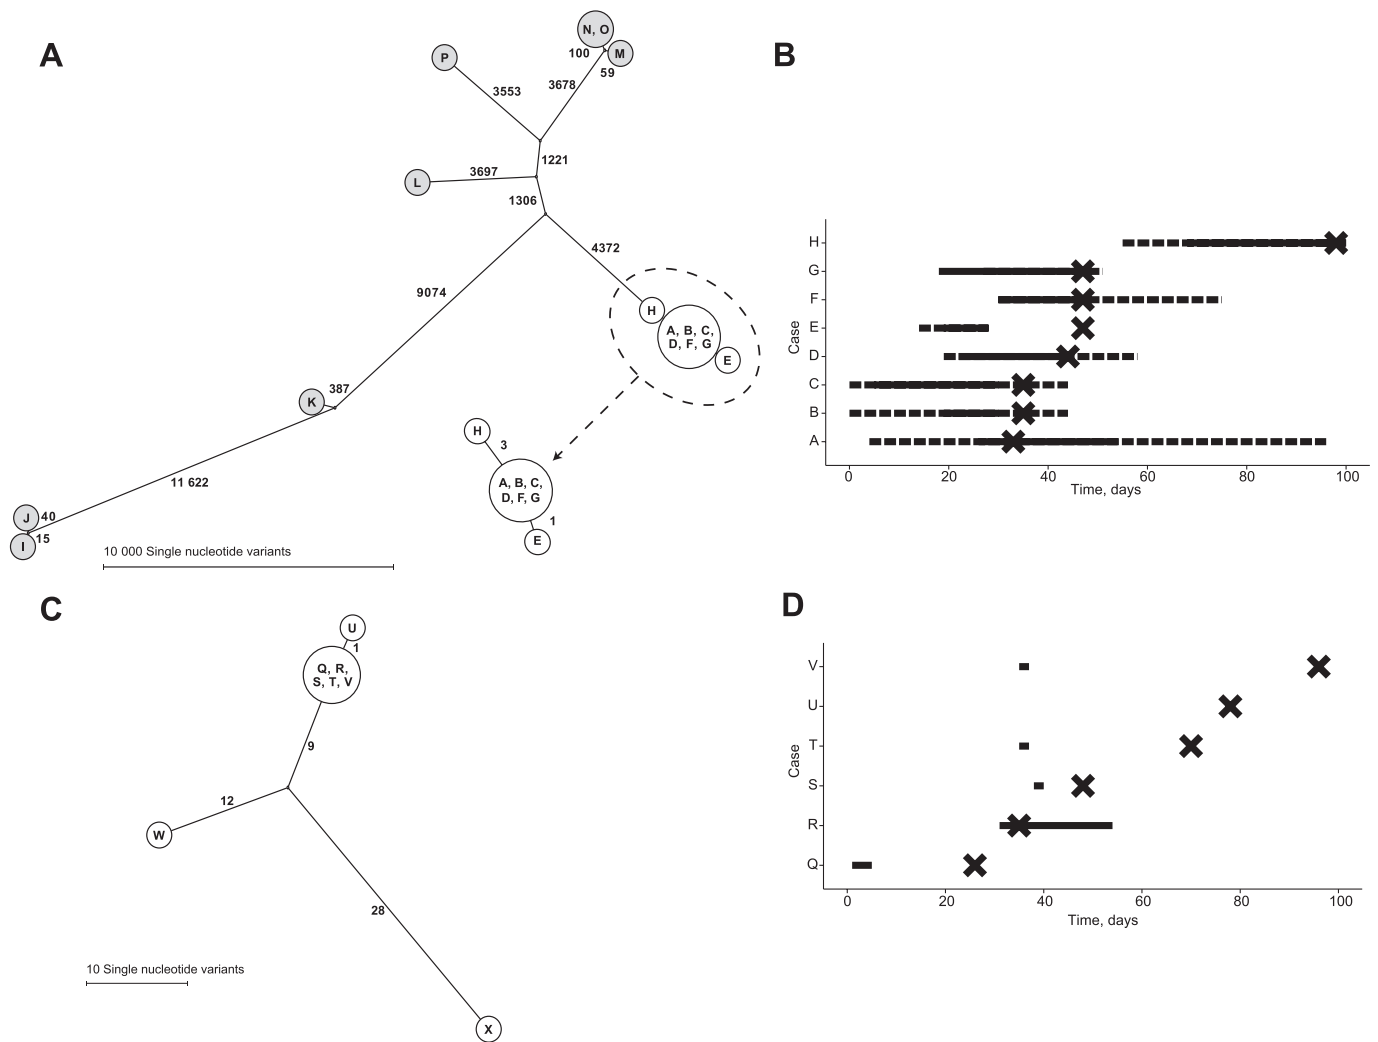 A
N, O
M
100
59
P
3553
3678
1221
L
3697
1306
4372
9074
H
A, B, C,
D, F, G
E
K
387
11 622
J
40
I
15
H
3
A, B, C,
D, F, G
1
E
10 000 Single nucleotide variants
B
Case
H
G
F
E
D
C
B
A
0 20 40 60 80 100
Time, days
C
U
1
Q, R,
S, T, V
9
12
W
28
X
10 Single nucleotide variants
D
Case
V
U
T
S
R
Q
0 20 40 60 80 100
Time, days